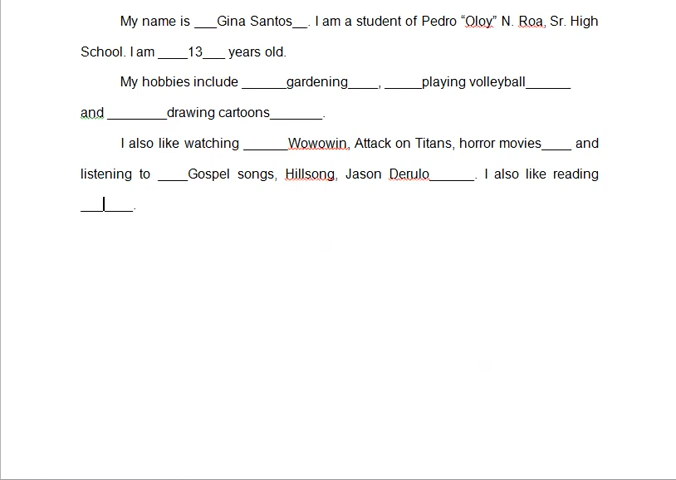 My name is ___Gina Santos__. I am a student of Pedro “Oloy” N. Roa, Sr. High
School. I am ____13___ years old.
My hobbies include ______gardening____, _____playing volleyball______
and ________drawing cartoons_______.
I also like watching ______Wowowin, Attack on Titans, horror movies____ and
listening to ____Gospel songs, Hillsong, Jason Derulo______. I also like reading
_______.